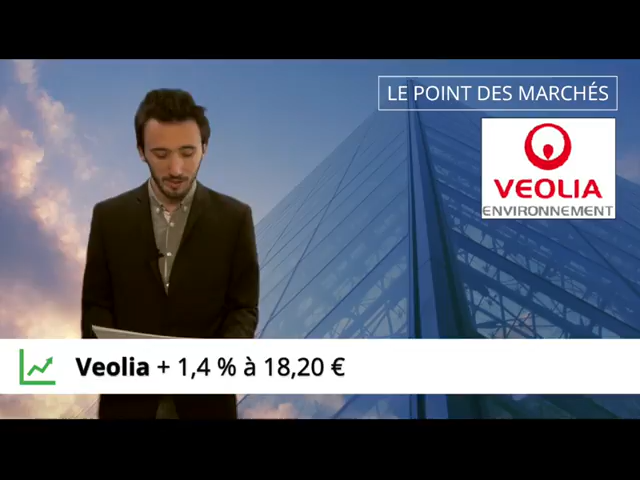 LE POINT DES MARCHÉS
VEOLIA
ENVIRONNEMENT
Veolia + 1,4 % à 18,20 €